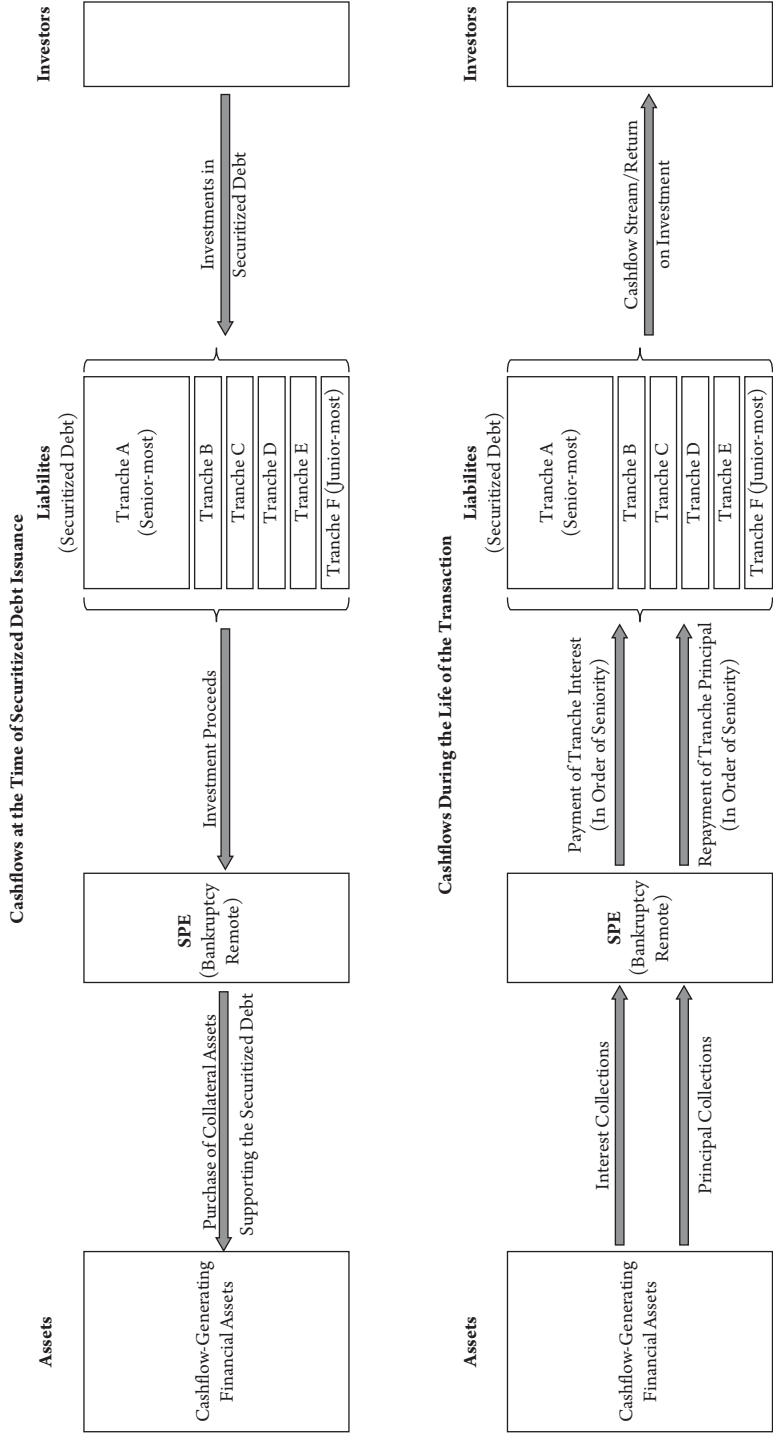 Cashflows at the Time of Securitized Debt Issuance
Assets
Cashflow-Generating
Financial Assets
Purchase of Collateral Assets
Supporting the Securitized Debt
SPE
(Bankruptcy
Remote)
Investment Proceeds
Liabilites
(Securitized Debt)
Tranche A
(Senior-most)
Tranche B
Tranche C
Tranche D
Tranche E
Tranche F (Junior-most)
Investments in
Securitized Debt
Investors
Cashflows During the Life of the Transaction
Assets
Cashflow-Generating
Financial Assets
Interest Collections
Principal Collections
SPE
(Bankruptcy
Remote)
Payment of Tranche Interest
(In Order of Seniority)
Repayment of Tranche Principal
(In Order of Seniority)
Liabilites
(Securitized Debt)
Tranche A
(Senior-most)
Tranche B
Tranche C
Tranche D
Tranche E
Tranche F (Junior-most)
Cashflow Stream/Return
on Investment
Investors